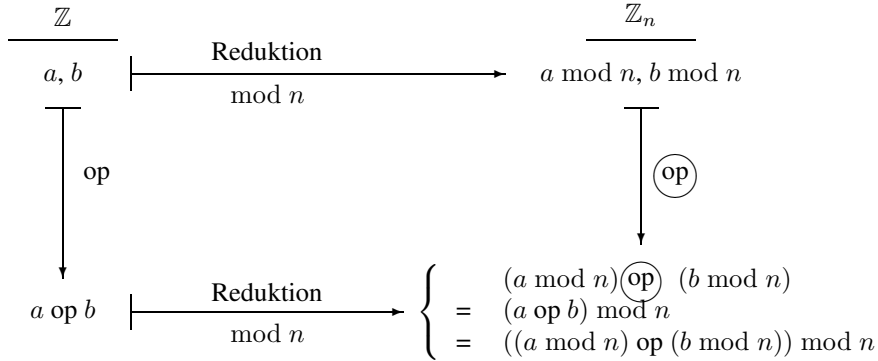 ℤ ℤₙ
a, b Reduktion mod n a mod n, b mod n
op op
a op b Reduktion mod n (a mod n) op (b mod n)
= (a op b) mod n
= ((a mod n) op (b mod n)) mod n